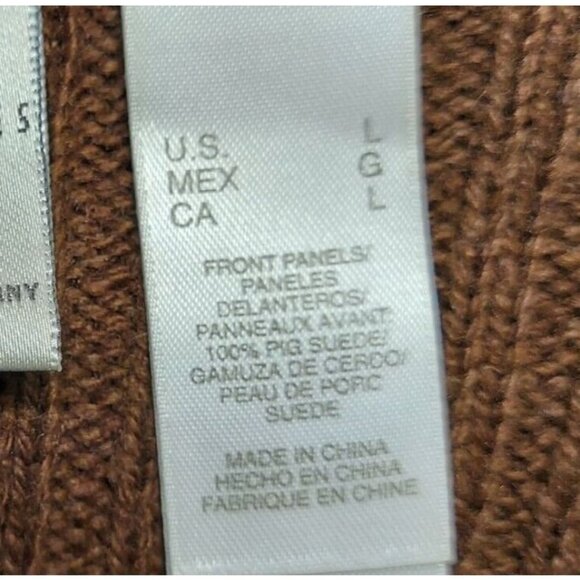 U.S. L
MEX G
CA L
FRONT PANELS/
PANELES
DELANTEROS/
PANNEAUX AVANT
100% PIG SUEDE/
GAMUZA DE CERDO/
PEAU DE PORC
SUEDE
MADE IN CHINA
HECHO EN CHINA
FABRIQUE EN CHINE